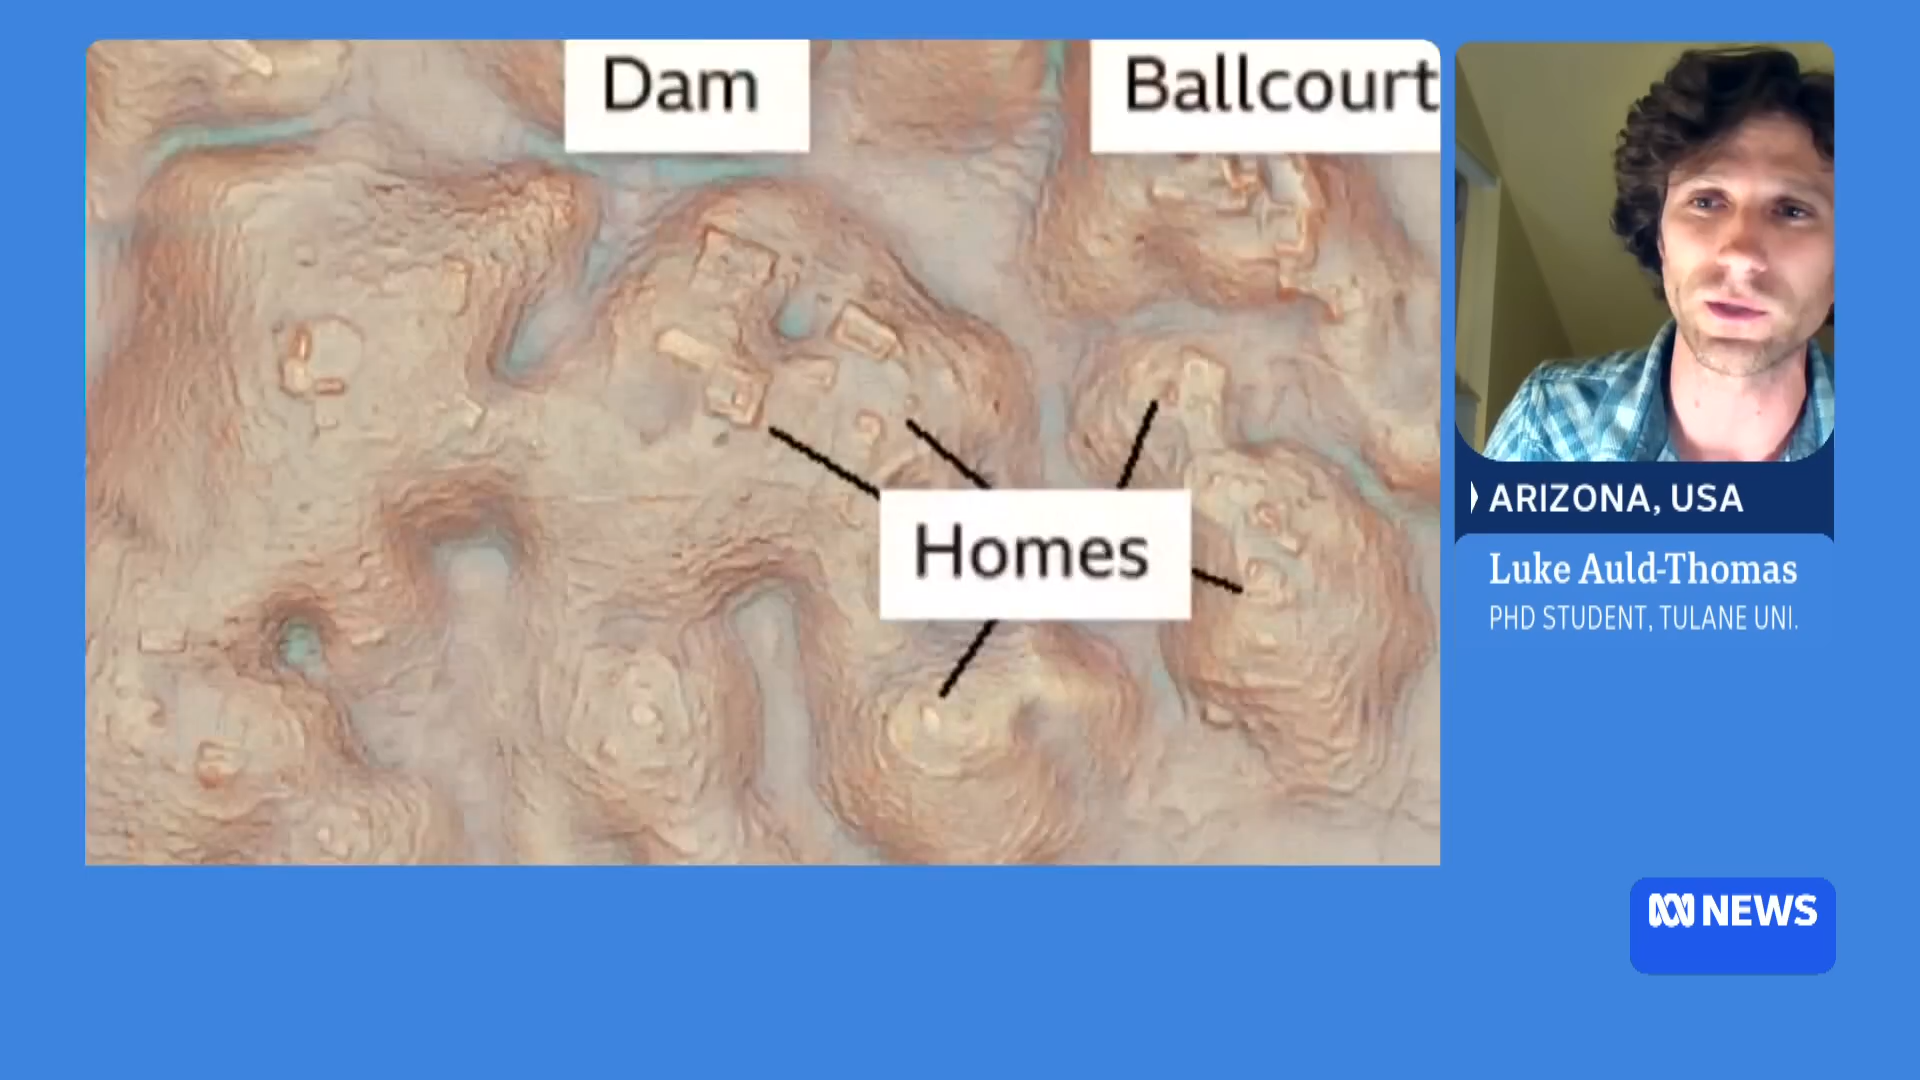 Dam
Ballcourt
Homes
ARIZONA, USA
Luke Auld-Thomas
PHD STUDENT, TULANE UNI.
NEWS